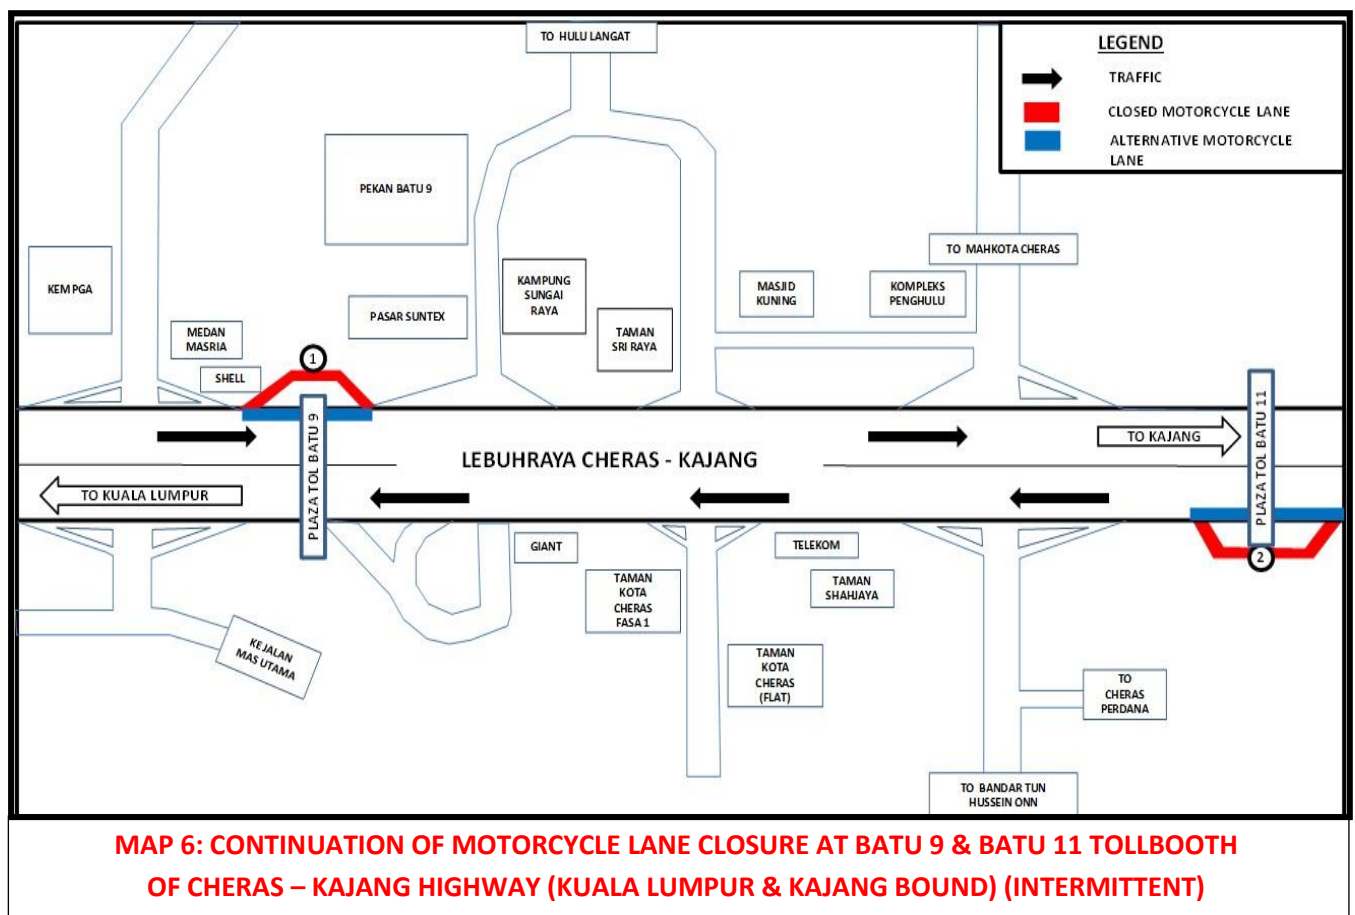 TO HULU LANGAT
LEGEND
TRAFFIC
CLOSED MOTORCYCLE LANE
ALTERNATIVE MOTORCYCLE
LANE
PEKAN BATU 9
TO MAHKOTA CHERAS
KEM PGA
KAMPUNG
SUNGAI
RAYA
MASJID
KUNING
KOMPLEKS
PENGHULU
PASAR SUNTEX
MEDAN
MASRIA
TAMAN
SRI RAYA
1
SHELL
PLAZA TOL BATU 9
PLAZA TOL BATU 11
TO KAJANG
LEBUHRAYA CHERAS - KAJANG
TO KUALA LUMPUR
GIANT
TELEKOM
2
TAMAN
KOTA
CHERAS
FASA 1
TAMAN
SHAHJAYA
KEJALAN
MAS UTAMA
TAMAN
KOTA
CHERAS
(FLAT)
TO
CHERAS
PERDANA
TO BANDAR TUN
HUSSEIN ONN
MAP 6: CONTINUATION OF MOTORCYCLE LANE CLOSURE AT BATU 9 & BATU 11 TOLLBOOTH
OF CHERAS – KAJANG HIGHWAY (KUALA LUMPUR & KAJANG BOUND) (INTERMITTENT)